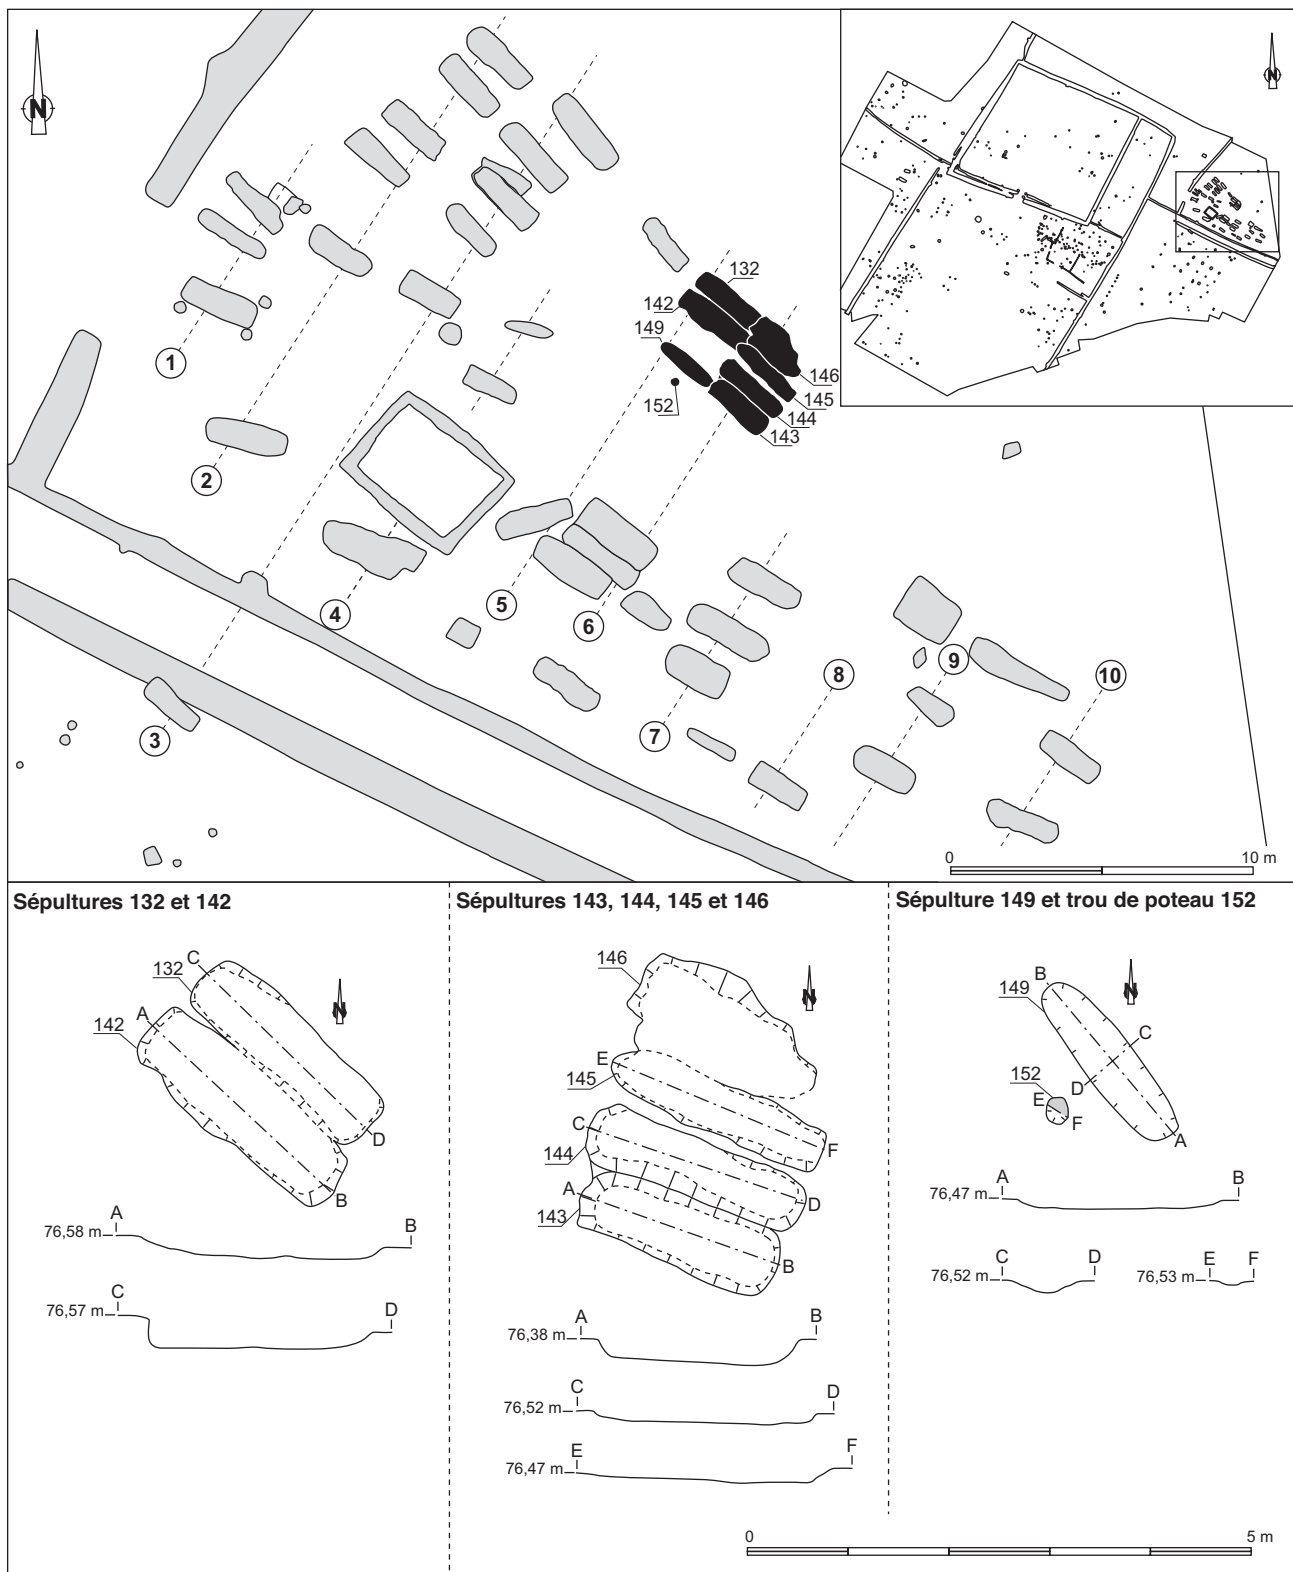 N
N
132
142
149
152
146
145
144
143
1
2
3
4
5
6
7
8
9
10
0 10 m
Sépultures 132 et 142
C
132
A
142
N
D
B
A
B
76,58 m
C
76,57 m
D
Sépultures 143, 144, 145 et 146
146
N
E
145
C
F
144
A
D
143
B
A
B
76,38 m
C
D
76,52 m
E
F
76,47 m
Sépulture 149 et trou de poteau 152
B
149
N
C
152
D
E
F
A
A
B
76,47 m
C
D
E
F
76,52 m
76,53 m
0 5 m